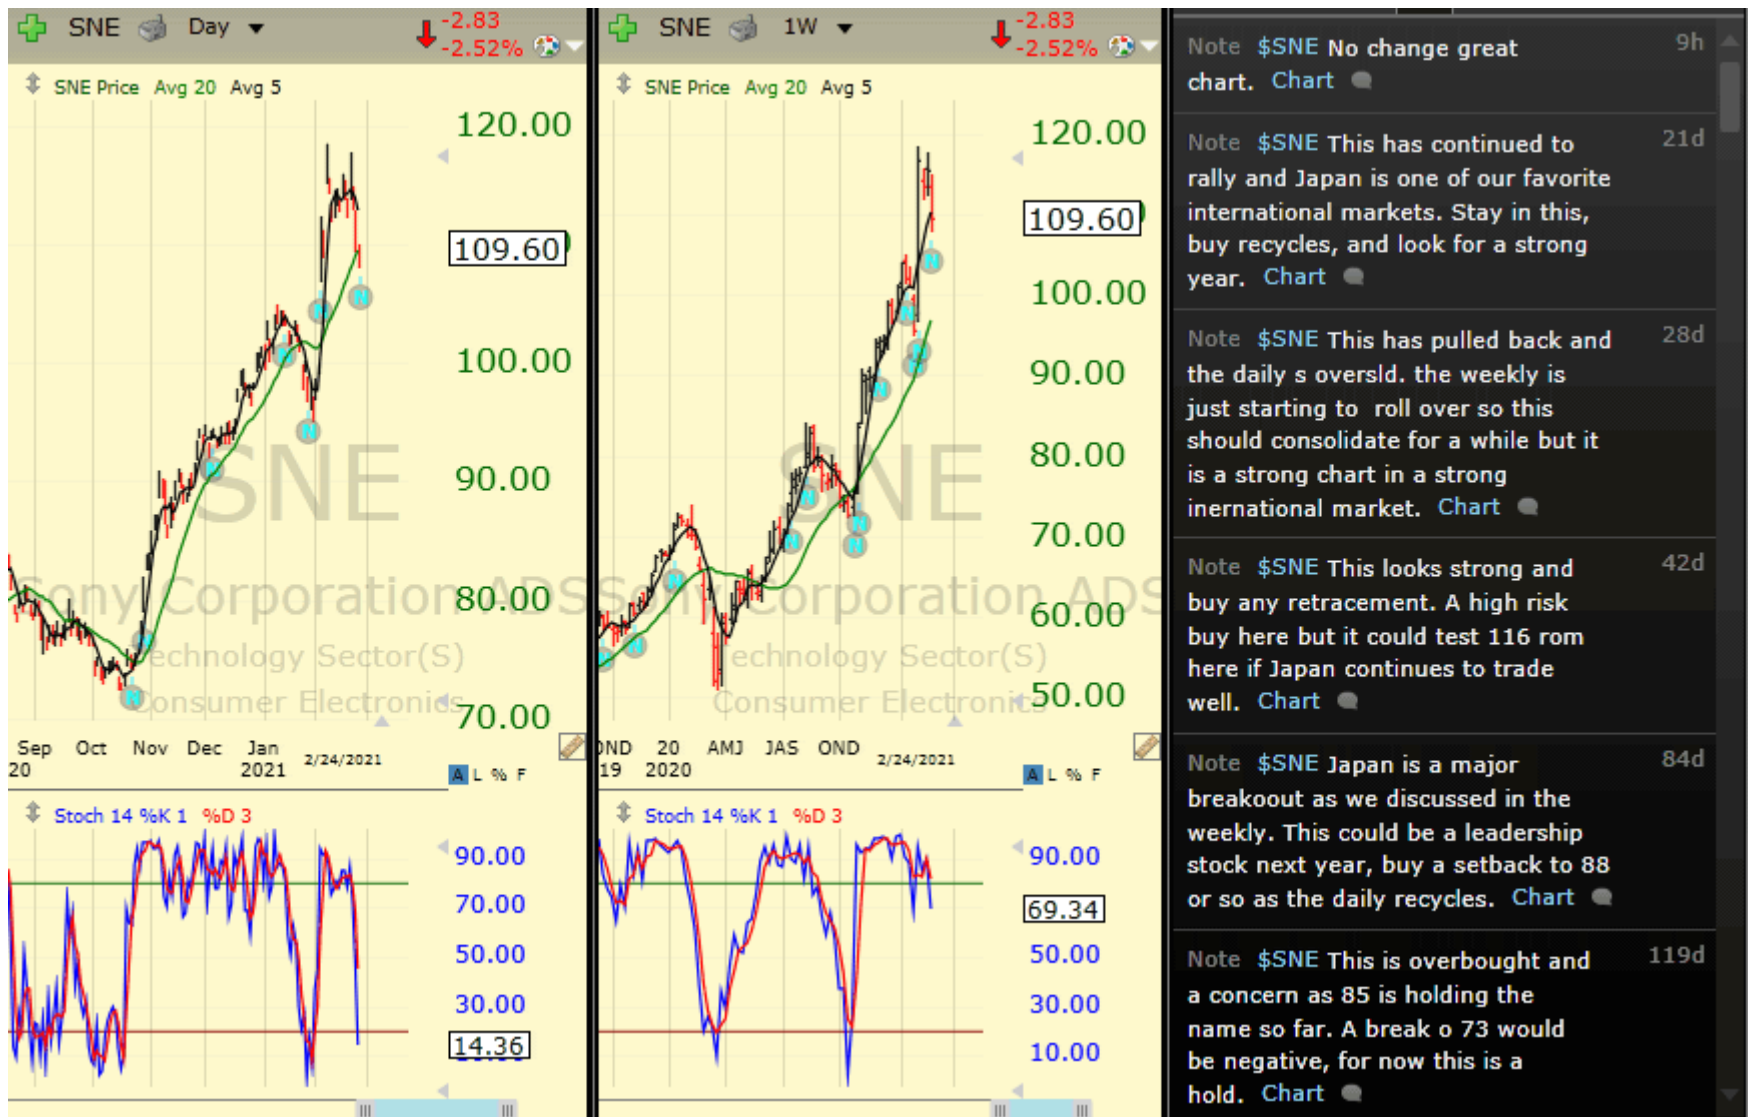 SNE Day -2.83
-2.52%
SNE Price Avg 20 Avg 5
120.00
109.60
100.00
90.00
80.00
70.00
SNE
Sony Corporation ADS
Technology Sector(S)
Consumer Electronics
N N N N N N N
Sep Oct Nov Dec Jan
20 2021 2/24/2021
A L % F
Stoch 14 %K 1 %D 3
90.00
70.00
50.00
30.00
14.36
SNE 1W -2.83
-2.52%
SNE Price Avg 20 Avg 5
120.00
109.60
100.00
90.00
80.00
70.00
60.00
50.00
SNE
Sony Corporation ADS
Technology Sector(S)
Consumer Electronics
N N N N N N N N N N N N
OND 20 AMJ JAS OND
19 2020 2/24/2021
A L % F
Stoch 14 %K 1 %D 3
90.00
69.34
50.00
30.00
10.00
Note $SNE No change great 9h
chart. Chart
Note $SNE This has continued to 21d
rally and Japan is one of our favorite
international markets. Stay in this,
buy recycles, and look for a strong
year. Chart
Note $SNE This has pulled back and 28d
the daily s oversld. the weekly is
just starting to roll over so this
should consolidate for a while but it
is a strong chart in a strong
inernational market. Chart
Note $SNE This looks strong and 42d
buy any retracement. A high risk
buy here but it could test 116 rom
here if Japan continues to trade
well. Chart
Note $SNE Japan is a major 84d
breakoout as we discussed in the
weekly. This could be a leadership
stock next year, buy a setback to 88
or so as the daily recycles. Chart
Note $SNE This is overbought and 119d
a concern as 85 is holding the
name so far. A break o 73 would
be negative, for now this is a
hold. Chart